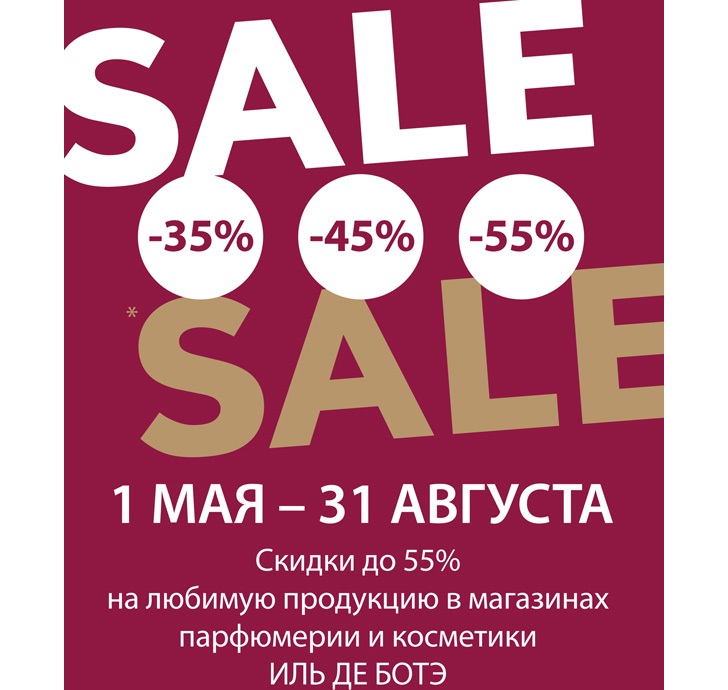 SALE
-35% -45% -55%
*SALE
1 МАЯ – 31 АВГУСТА
Скидки до 55%
на любимую продукцию в магазинах
парфюмерии и косметики
ИЛЬ ДЕ БОТЭ